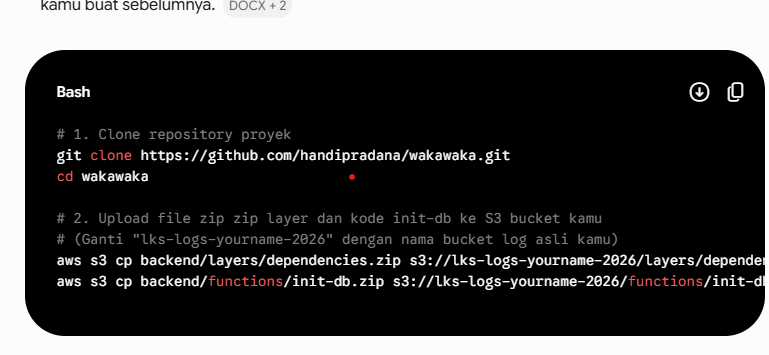 kamu buat sebelumnya. DOCX + 2
Bash
# 1. Clone repository proyek
git clone https://github.com/handipradana/wakawaka.git
cd wakawaka
# 2. Upload file zip zip layer dan kode init-db ke S3 bucket kamu
# (Ganti "lks-logs-yourname-2026" dengan nama bucket log asli kamu)
aws s3 cp backend/layers/dependencies.zip s3://lks-logs-yourname-2026/layers/depende
aws s3 cp backend/functions/init-db.zip s3://lks-logs-yourname-2026/functions/init-d